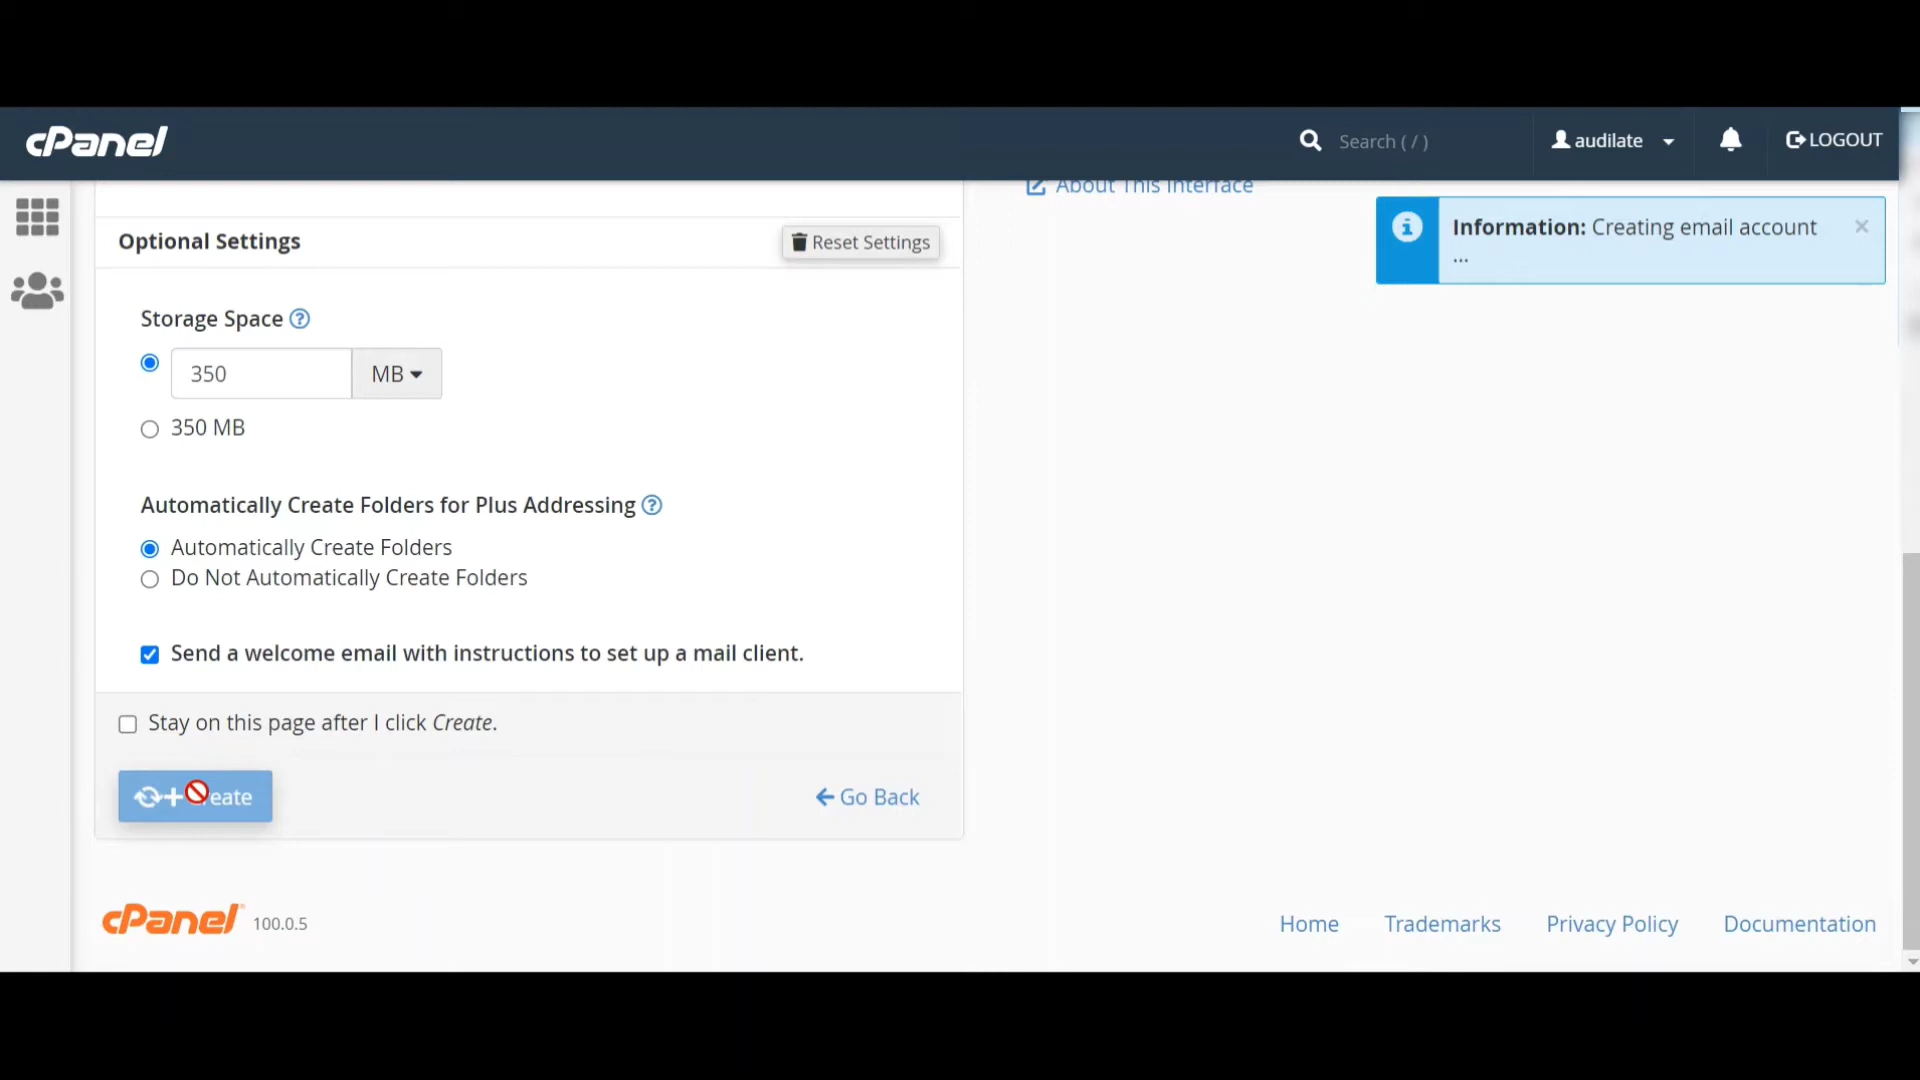 cPanel
Search ( / )
audilate
LOGOUT
About This Interface
Information: Creating email account
...
Optional Settings
Reset Settings
Storage Space
350
MB
350 MB
Automatically Create Folders for Plus Addressing
Automatically Create Folders
Do Not Automatically Create Folders
Send a welcome email with instructions to set up a mail client.
Stay on this page after I click Create.
Create
Go Back
cPanel 100.0.5
Home
Trademarks
Privacy Policy
Documentation